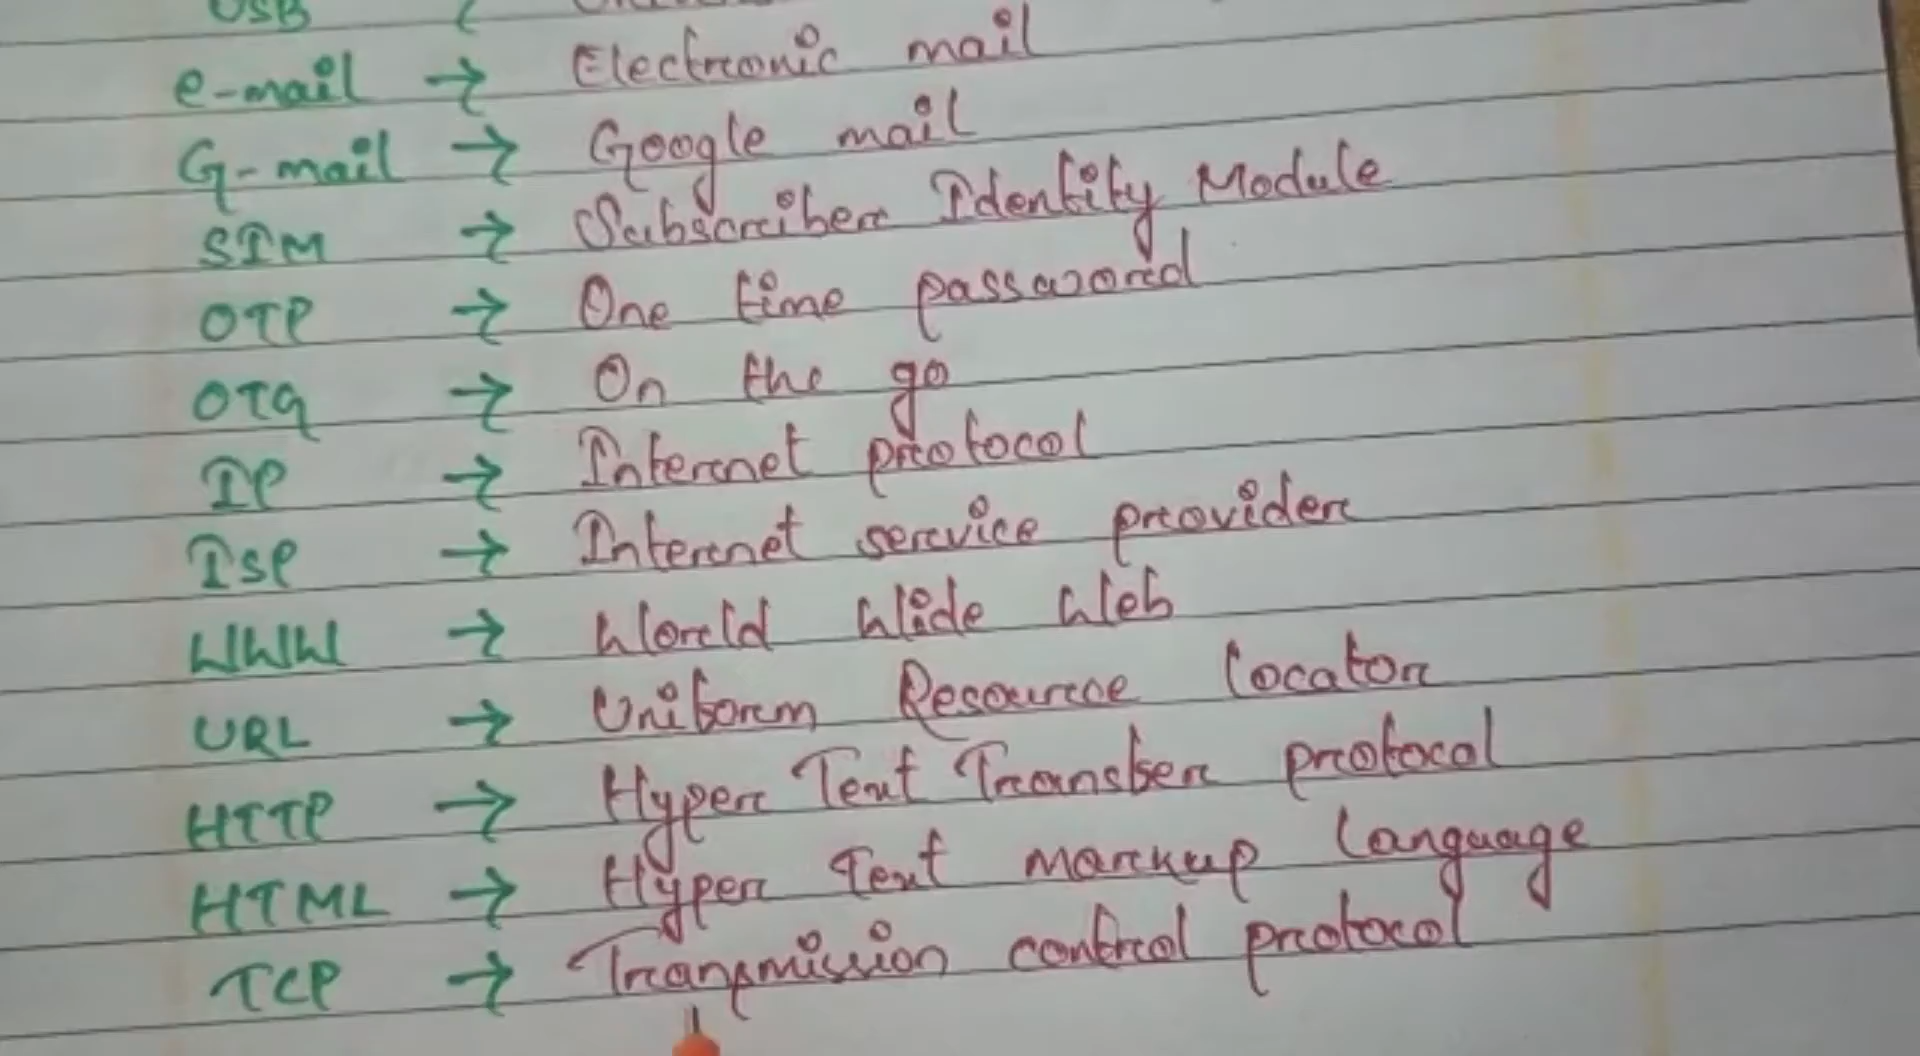 USB
e-mail → Electronic mail
G-mail → Google mail
SIM → Subscriber Identity Module
OTP → One time password
OTG → On the go
IP → Internet protocol
ISP → Internet service provider
WWW → World Wide Web
URL → Uniform Resource locator
HTTP → Hyper Text Transfer protocol
HTML → Hyper Text markup language
TCP → Transmission control protocol